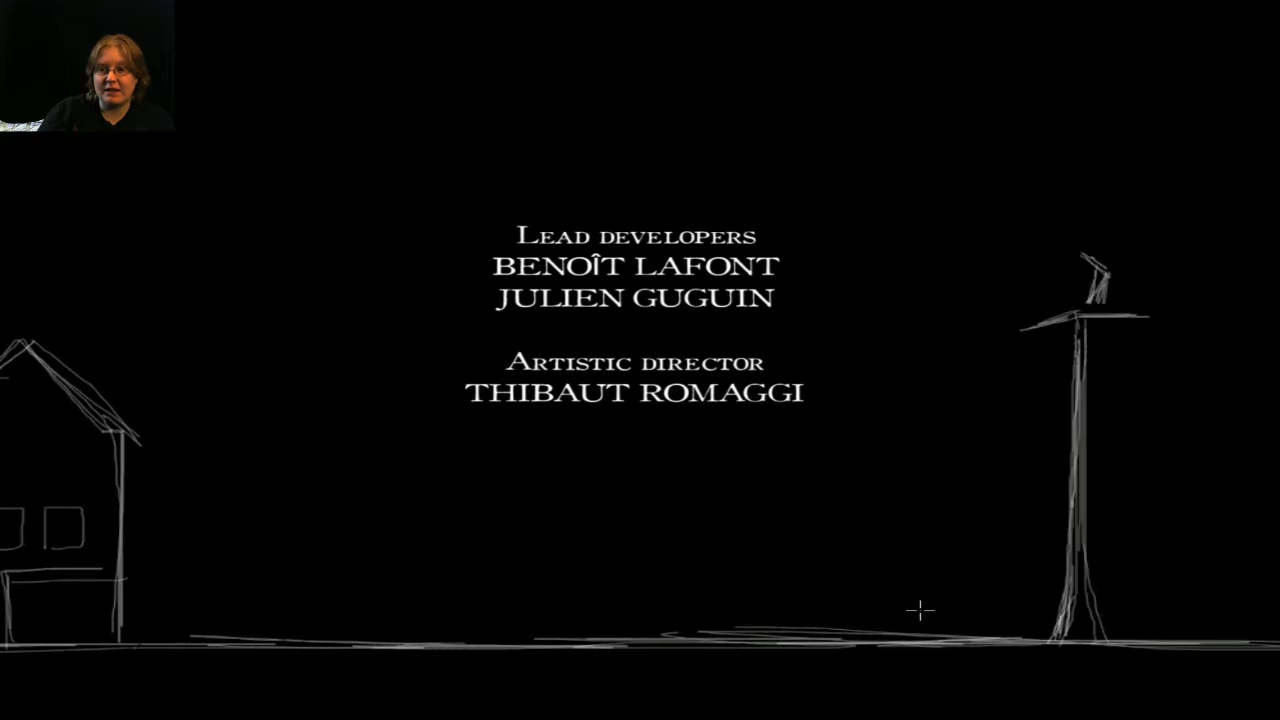 LEAD DEVELOPERS
BENOÎT LAFONT
JULIEN GUGUIN
ARTISTIC DIRECTOR
THIBAUT ROMAGGI